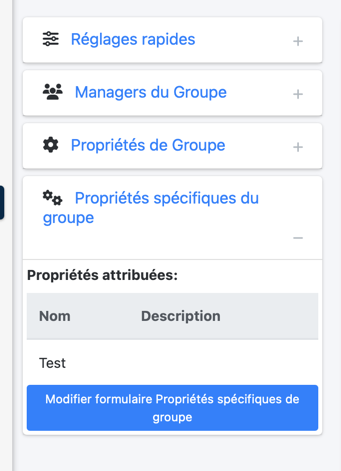 Réglages rapides +
Managers du Groupe +
Propriétés de Groupe +
Propriétés spécifiques du
groupe
–
Propriétés attribuées:
Nom Description
Test
Modifier formulaire Propriétés spécifiques de
groupe